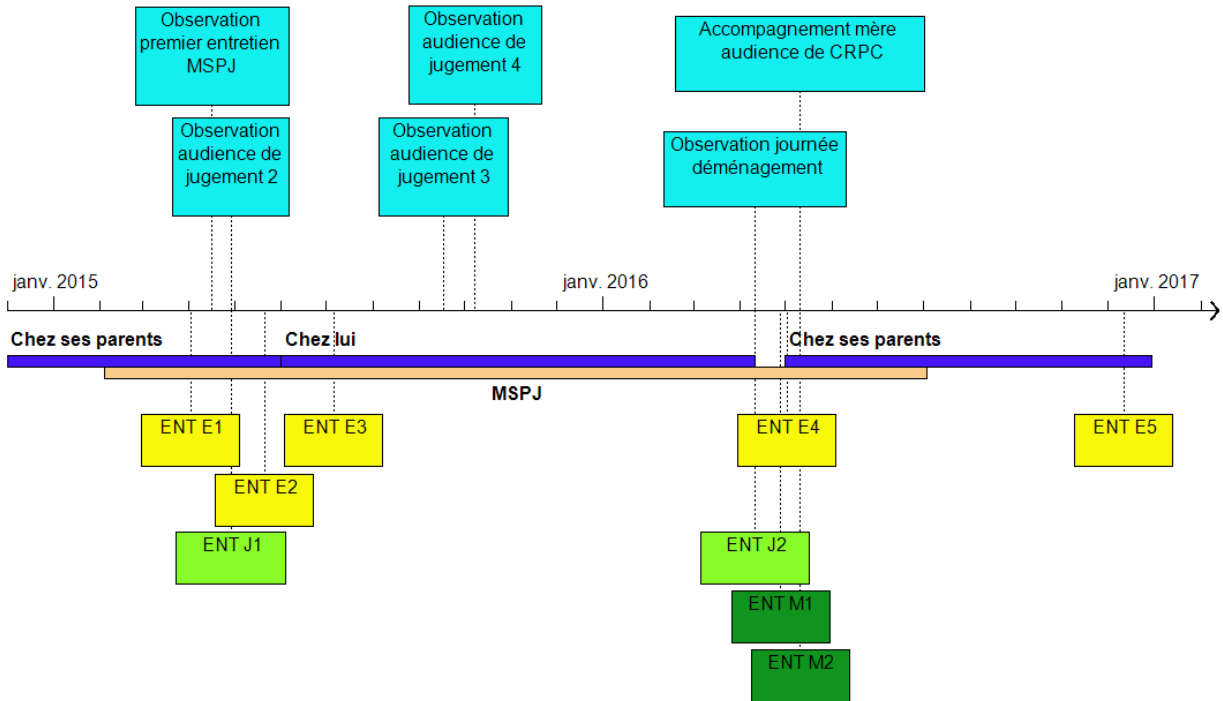 Observation
premier entretien
MSPJ
Observation
audience de
jugement 4
Accompagnement mère
audience de CRPC
Observation
audience de
jugement 2
Observation
audience de
jugement 3
Observation journée
déménagement
janv. 2015
janv. 2016
janv. 2017
Chez ses parents
Chez lui
Chez ses parents
MSPJ
ENT E1
ENT E3
ENT E4
ENT E5
ENT E2
ENT J1
ENT J2
ENT M1
ENT M2